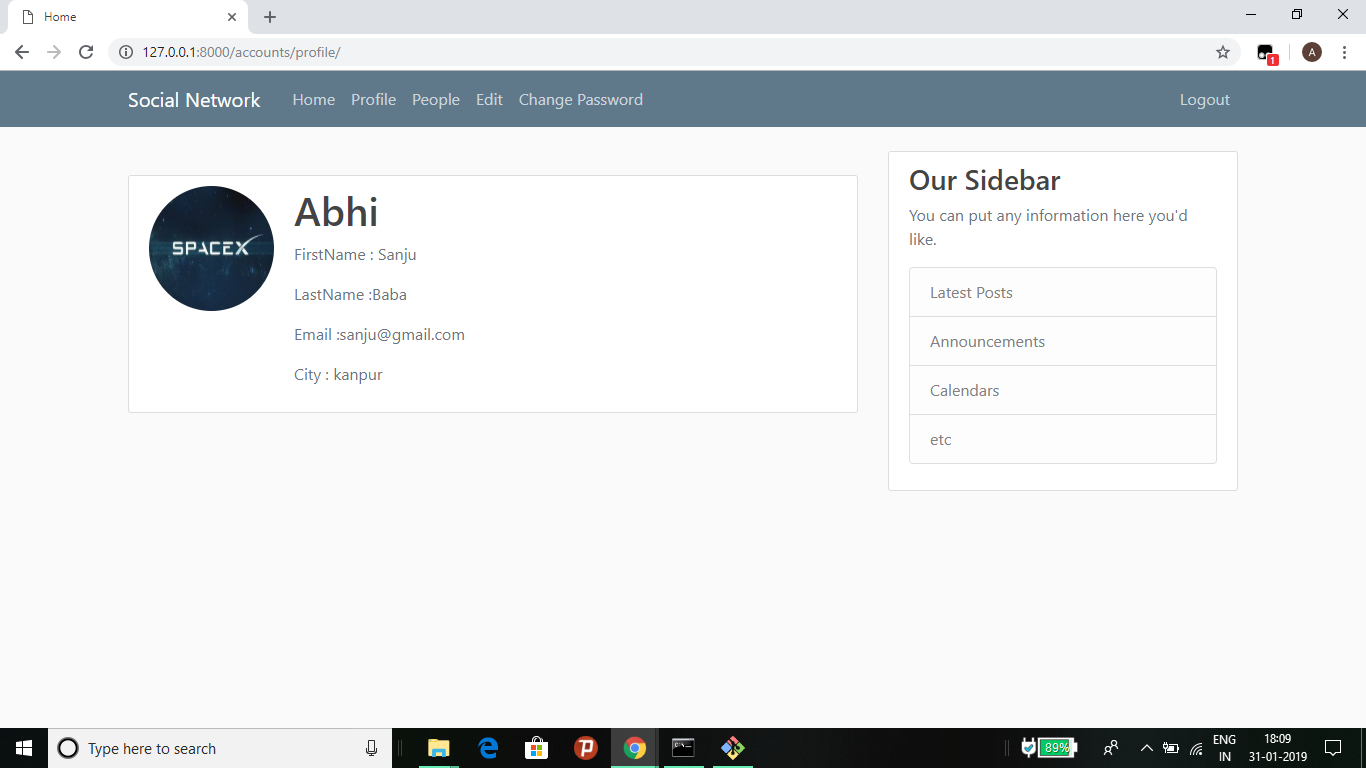 Home
127.0.0.1:8000/accounts/profile/
A
1
Social Network Home Profile People Edit Change Password Logout
SPACEX
Abhi
FirstName : Sanju
LastName :Baba
Email :sanju@gmail.com
City : kanpur
Our Sidebar
You can put any information here you'd
like.
Latest Posts
Announcements
Calendars
etc
Type here to search
89%
ENG
IN
18:09
31-01-2019